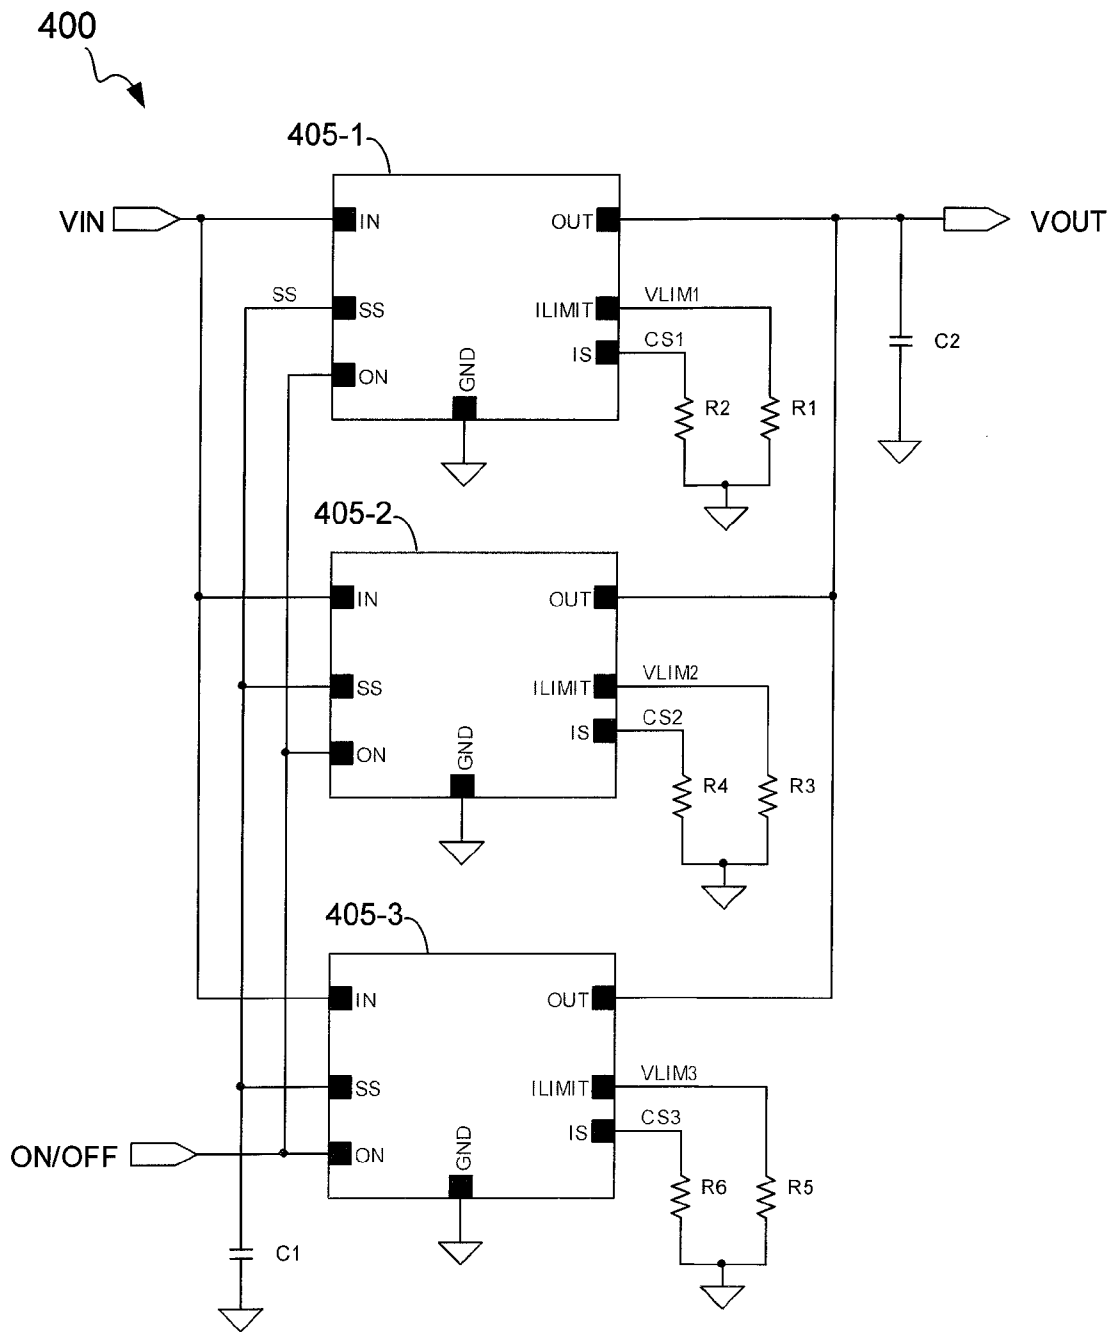 400
405-1
VIN
IN
OUT
VOUT
SS
SS
ILIMIT
VLIM1
IS
CS1
C2
ON
GND
R2
R1
405-2
IN
OUT
SS
ILIMIT
VLIM2
IS
CS2
ON
GND
R4
R3
405-3
IN
OUT
SS
ILIMIT
VLIM3
IS
CS3
ON/OFF
ON
GND
R6
R5
C1